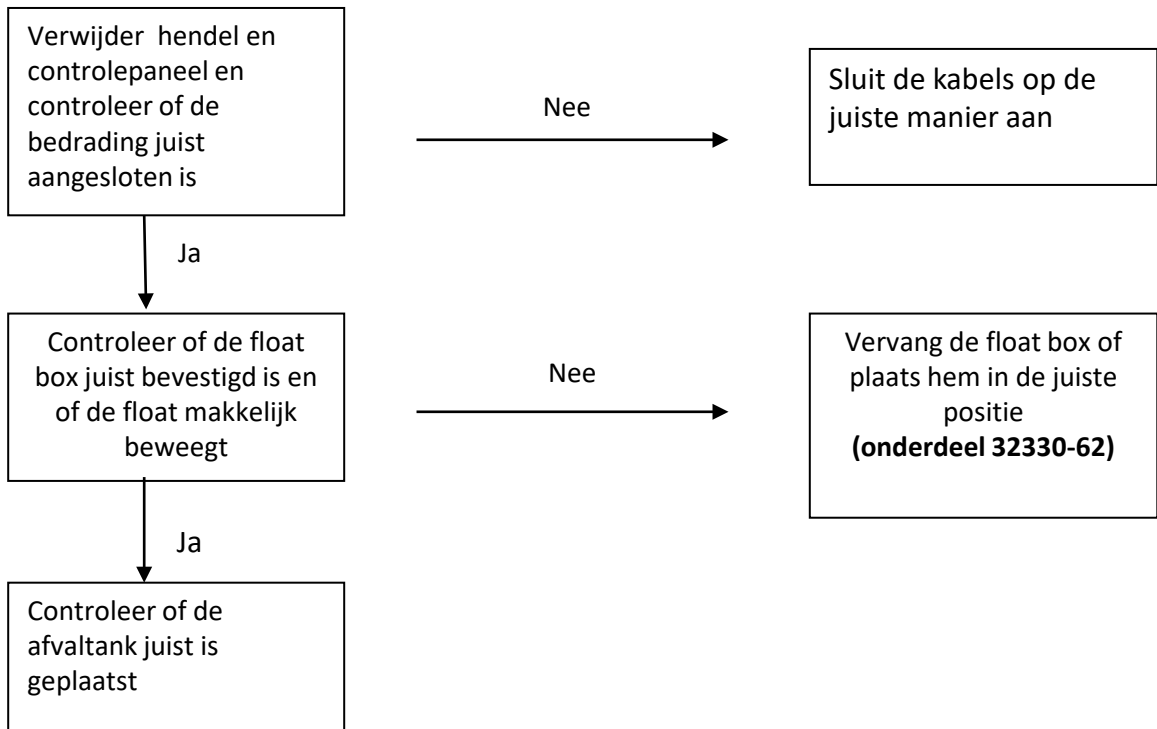 Verwijder  hendel en
controlepaneel en
controleer of de
bedrading juist
aangesloten is
Nee
Sluit de kabels op de
juiste manier aan
Ja
Controleer of de float
box juist bevestigd is en
of de float makkelijk
beweegt
Nee
Vervang de float box of
plaats hem in de juiste
positie
(onderdeel 32330-62)
Ja
Controleer of de
afvaltank juist is
geplaatst